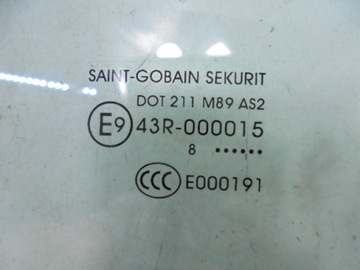 SAINT-GOBAIN SEKURIT
DOT 211 M89 AS2
E9 43R-000015
8 ••••••
CCC E000191